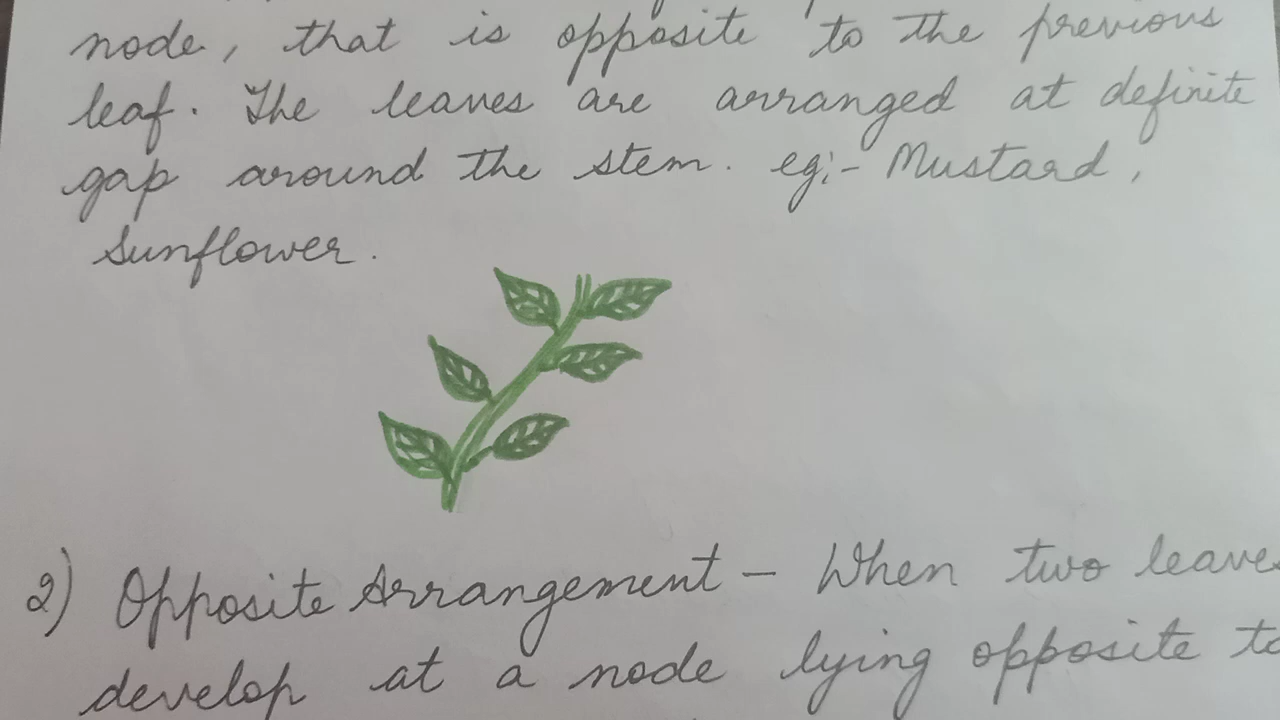 node, that is opposite to the previous
leaf. The leaves are arranged at definite
gap around the stem. eg;- Mustard,
Sunflower.
2) Opposite Arrangement - When two leaves
develop at a node lying opposite to